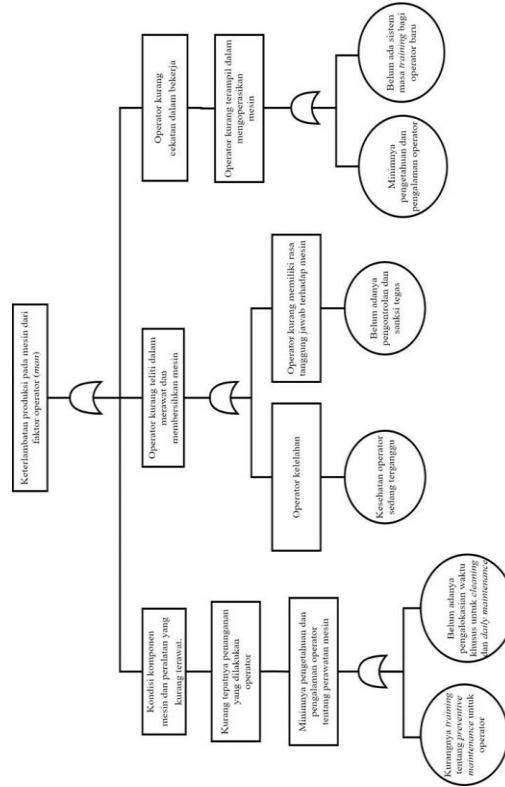 Keterlambatan produksi pada mesin dari
faktor operator (man)
Kondisi komponen
mesin dan peralatan yang
kurang terawat.
Operator kurang teliti dalam
merawat dan
membersihkan mesin
Operator kurang
cekatan dalam bekerja
Kurang tepatnya penanganan
yang dilakukan
operator
Operator kurang terampil dalam
mengoperasikan
mesin
Minimnya pengetahuan dan
pengalaman operator
tentang perawatan mesin
Operator kelelahan
Operator kurang memiliki rasa
tanggung jawab terhadap mesin
Kurangnya training
tentang preventive
maintenance untuk
operator
Belum adanya
pengalokasian waktu
khusus untuk cleaning
dan daily maintenance
Kesehatan operator
sedang terganggu
Belum adanya
pengontrolan dan
sanksi tegas
Minimnya
pengetahuan dan
pengalaman operator
Belum ada sistem
masa training bagi
operator baru